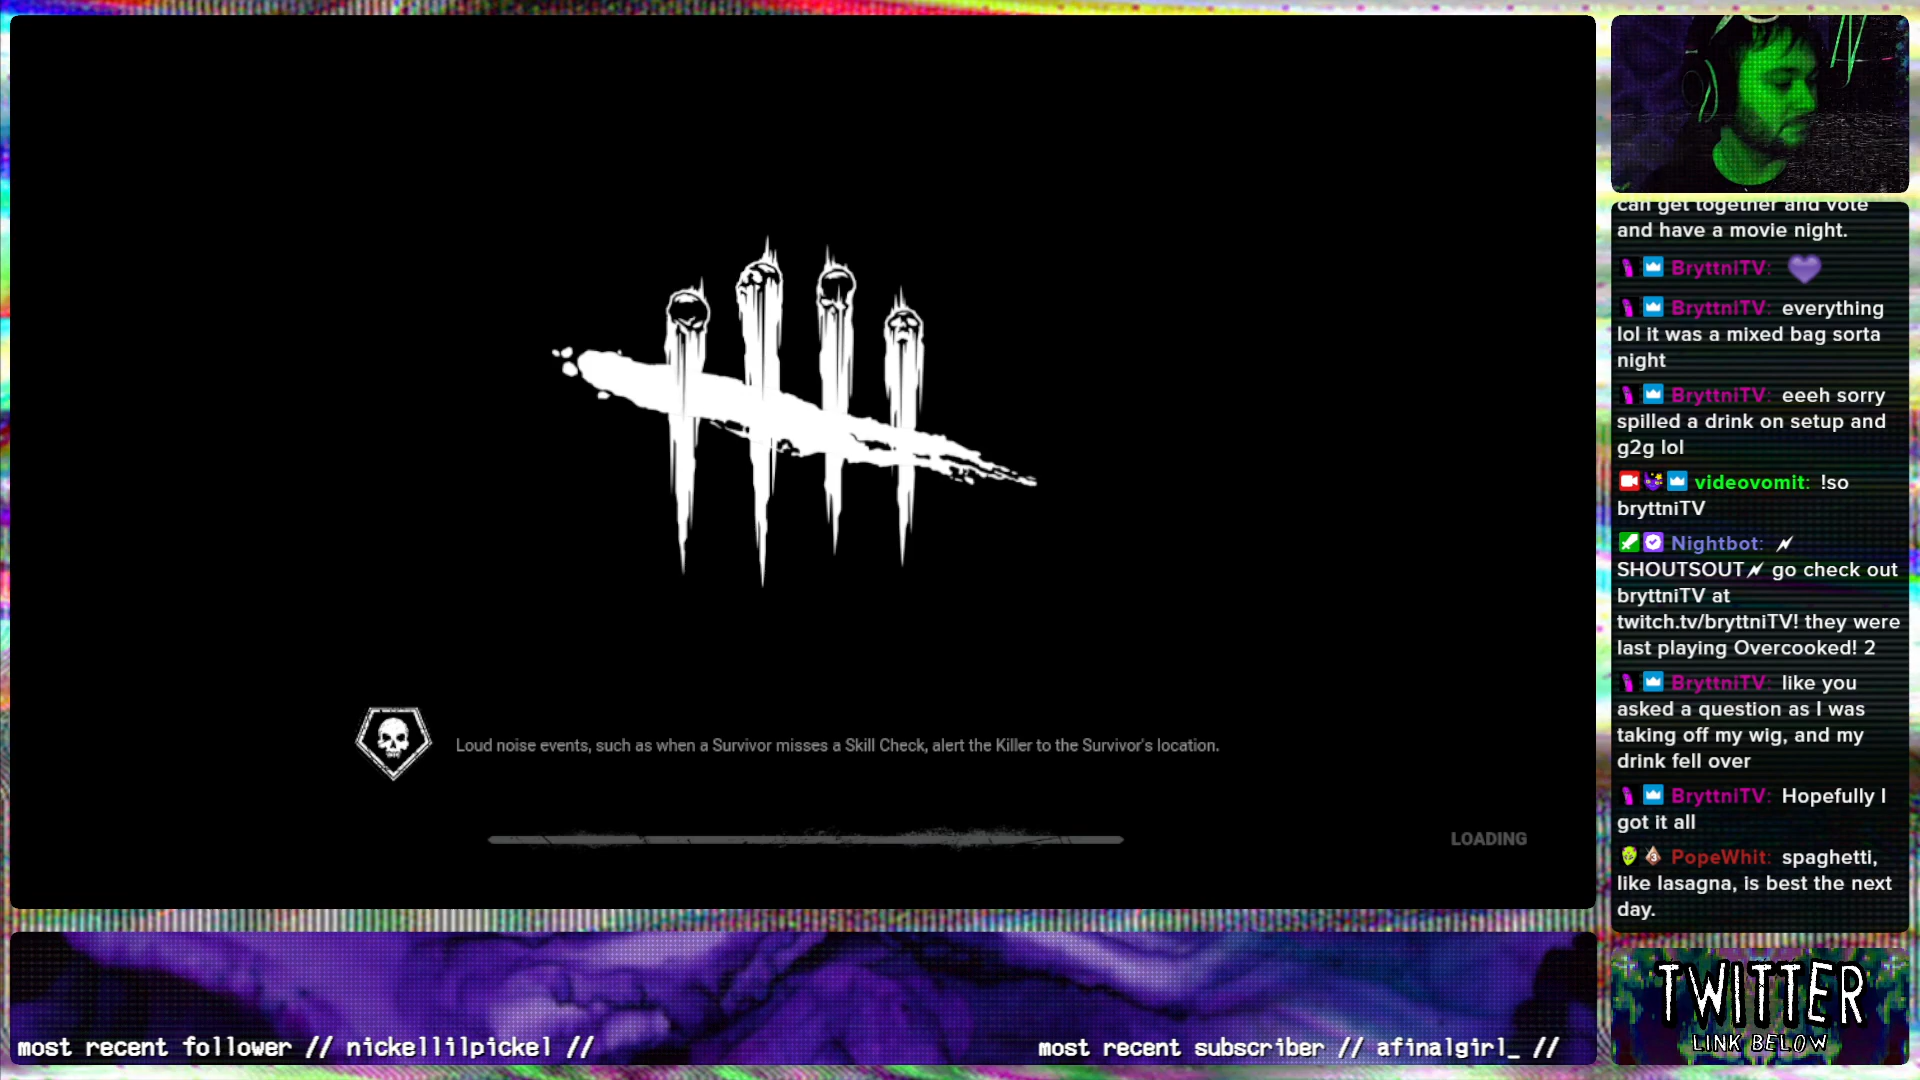 Loud noise events, such as when a Survivor misses a Skill Check, alert the Killer to the Survivor's location.
LOADING
can get together and vote
and have a movie night.
BryttniTV:
BryttniTV: everything
lol it was a mixed bag sorta
night
BryttniTV: eeeh sorry
spilled a drink on setup and
g2g lol
videovomit: !so
bryttniTV
Nightbot:
SHOUTSOUT go check out
bryttniTV at
twitch.tv/bryttniTV! they were
last playing Overcooked! 2
BryttniTV: like you
asked a question as I was
taking off my wig, and my
drink fell over
BryttniTV: Hopefully I
got it all
PopeWhit: spaghetti,
like lasagna, is best the next
day.
most recent follower // nickellilpickel //
most recent subscriber // afinalgirl_ //
TWITTER
LINK BELOW